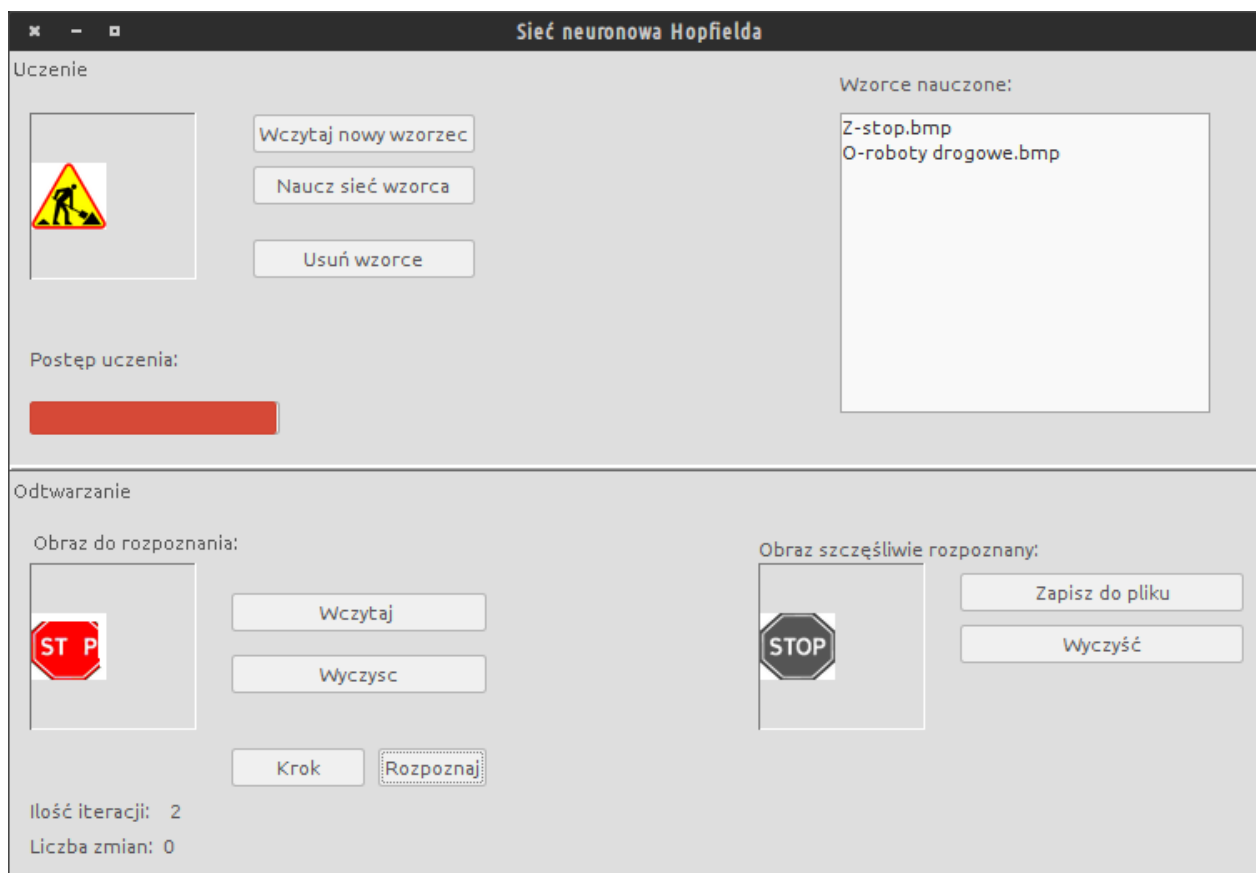 Sieć neuronowa Hopfielda
Uczenie
Wczytaj nowy wzorzec
Naucz sieć wzorca
Usuń wzorce
Postęp uczenia:
Wzorce nauczone:
Z-stop.bmp
O-roboty drogowe.bmp
Odtwarzanie
Obraz do rozpoznania:
ST P
Wczytaj
Wyczysc
Krok
Rozpoznaj
Ilość iteracji: 2
Liczba zmian: 0
Obraz szczęśliwie rozpoznany:
STOP
Zapisz do pliku
Wyczyść